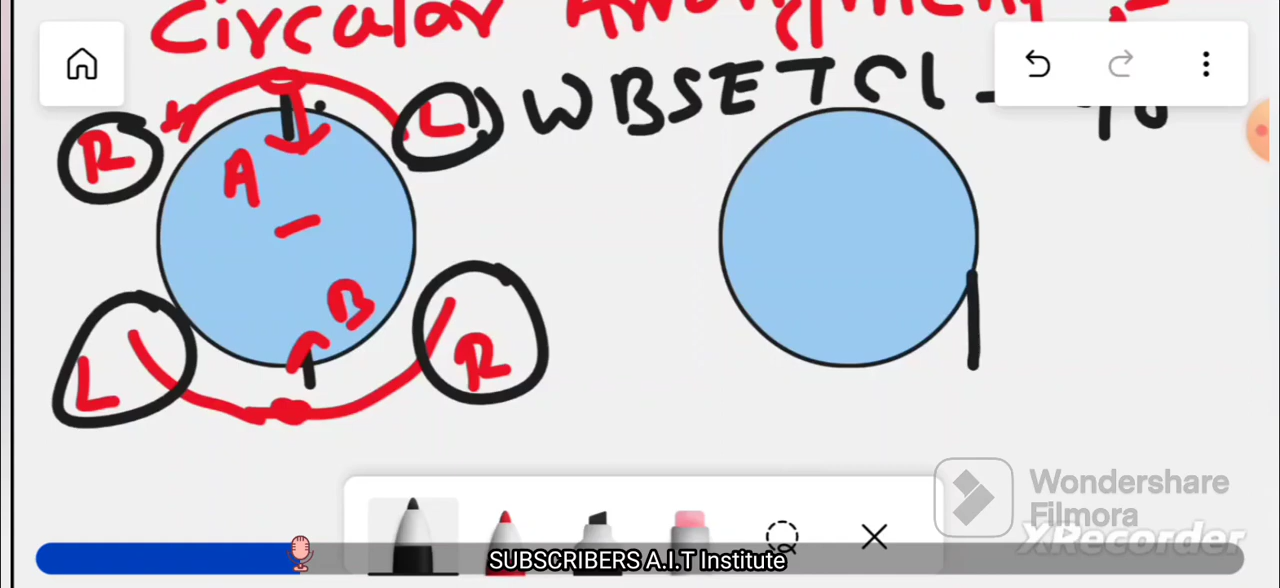 Circular
WBSETCL
R
L
A
B
L
R
Wondershare
Filmora
XRecorder
SUBSCRIBERS A.I.T Institute